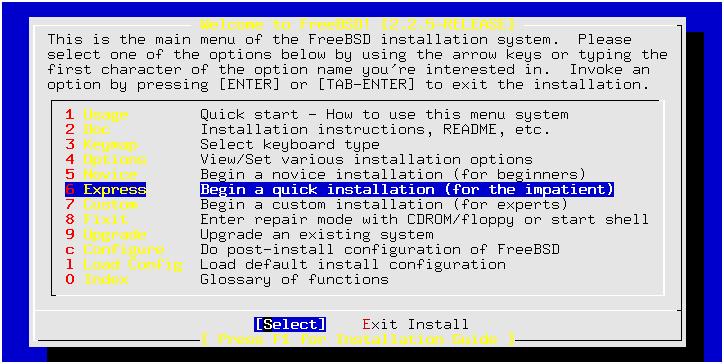 Welcome to FreeBSD! [2.2.5-RELEASE]
This is the main menu of the FreeBSD installation system.  Please
select one of the options below by using the arrow keys or typing the
first character of the option name you're interested in.  Invoke an
option by pressing [ENTER] or [TAB-ENTER] to exit the installation.
1 Usage Quick start - How to use this menu system
2 Doc Installation instructions, README, etc.
3 Keymap Select keyboard type
4 Options View/Set various installation options
5 Novice Begin a novice installation (for beginners)
6 Express Begin a quick installation (for the impatient)
7 Custom Begin a custom installation (for experts)
8 Fixit Enter repair mode with CDROM/floppy or start shell
9 Upgrade Upgrade an existing system
c Configure Do post-install configuration of FreeBSD
l Load Config Load default install configuration
0 Index Glossary of functions
[Select] Exit Install
[ Press F1 for Installation Guide ]